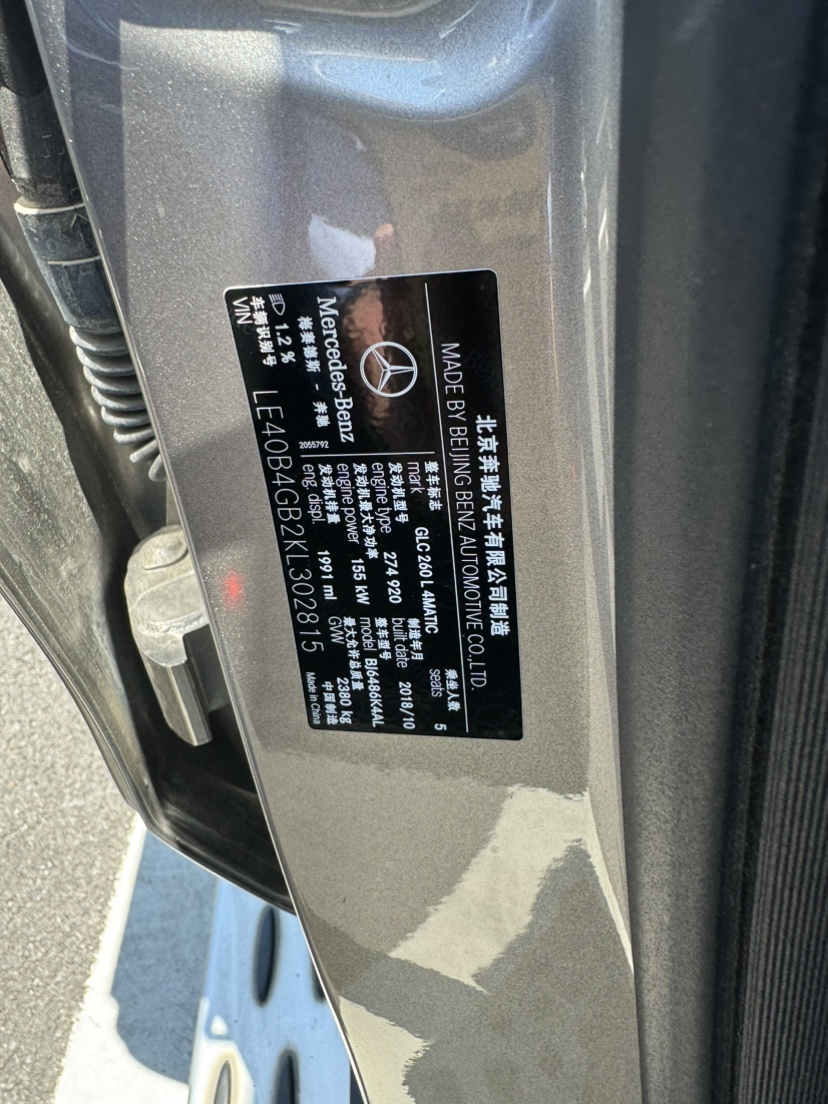 北京奔驰汽车有限公司制造
MADE BY BEIJING BENZ AUTOMOTIVE CO.,LTD.
Mercedes-Benz
梅赛德斯 - 奔驰
1.2 %
2055792
整车标志
mark GLC 260 L 4MATIC
乘坐人数
seats 5
发动机型号
engine type 274 920
制造年月
built date 2018/10
发动机最大净功率
engine power 155 kW
整车型号
model BJ6486K4AL
发动机排量
eng. displ. 1991 ml
最大允许总质量
GVW 2380 kg
中国制造
Made in China
车辆识别号
VIN LE40B4GB2KL302815